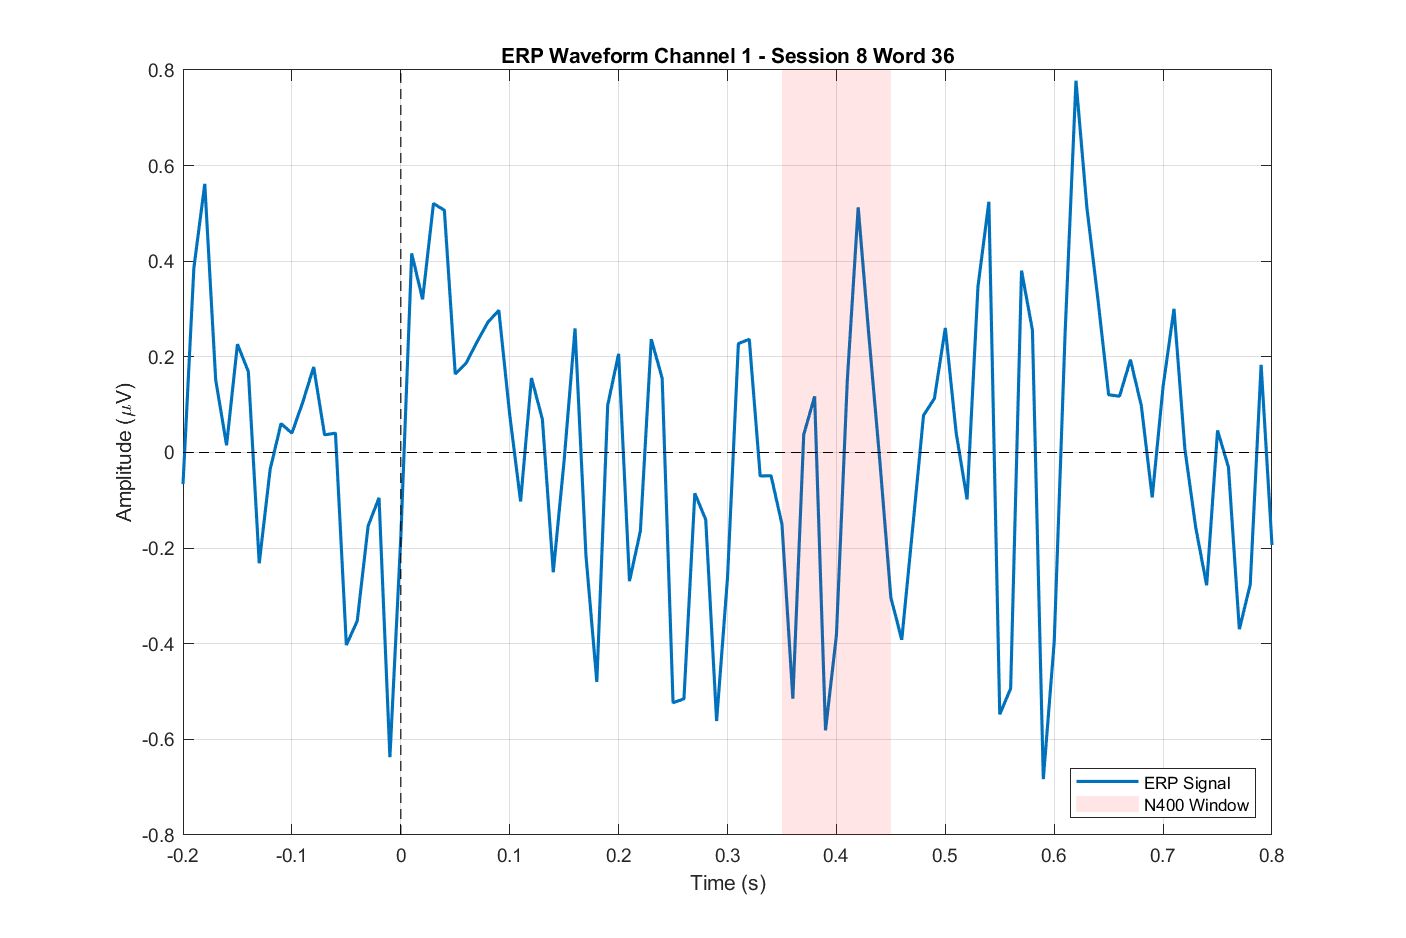 ERP Waveform Channel 1 - Session 8 Word 36
0.8
0.6
0.4
0.2
0
-0.2
-0.4
-0.6
-0.8
Amplitude (μV)
-0.2 -0.1 0 0.1 0.2 0.3 0.4 0.5 0.6 0.7 0.8
Time (s)
ERP Signal
N400 Window